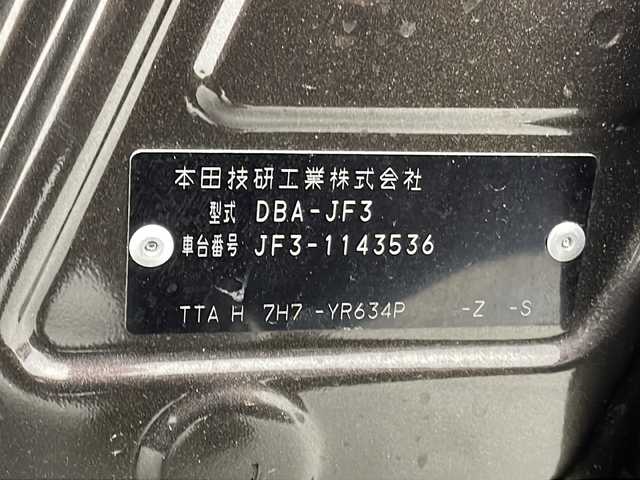 本田技研工業株式会社
型式 DBA-JF3
車台番号 JF3-1143536
TTA H 7H7 -YR634P -Z -S